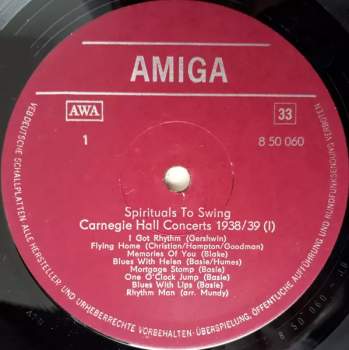 AMIGA
AWA
33
1
8 50 060
Spirituals To Swing
Carnegie Hall Concerts 1938/39 (I)
I Got Rhythm (Gershwin)
Flying Home (Christian/Hampton/Goodman)
Memories Of You (Blake)
Blues With Helen (Basie/Humes)
Mortgage Stomp (Basie)
One O'Clock Jump (Basie)
Blues With Lips (Basie)
Rhythm Man (arr. Mundy)
VEB DEUTSCHE SCHALLPLATTEN ALLE HERSTELLER- UND URHEBERRECHTE VORBEHALTEN · ÜBERSPIELUNG, ÖFFENTLICHE AUFFÜHRUNG UND RUNDFUNKSENDUNG VERBOTEN